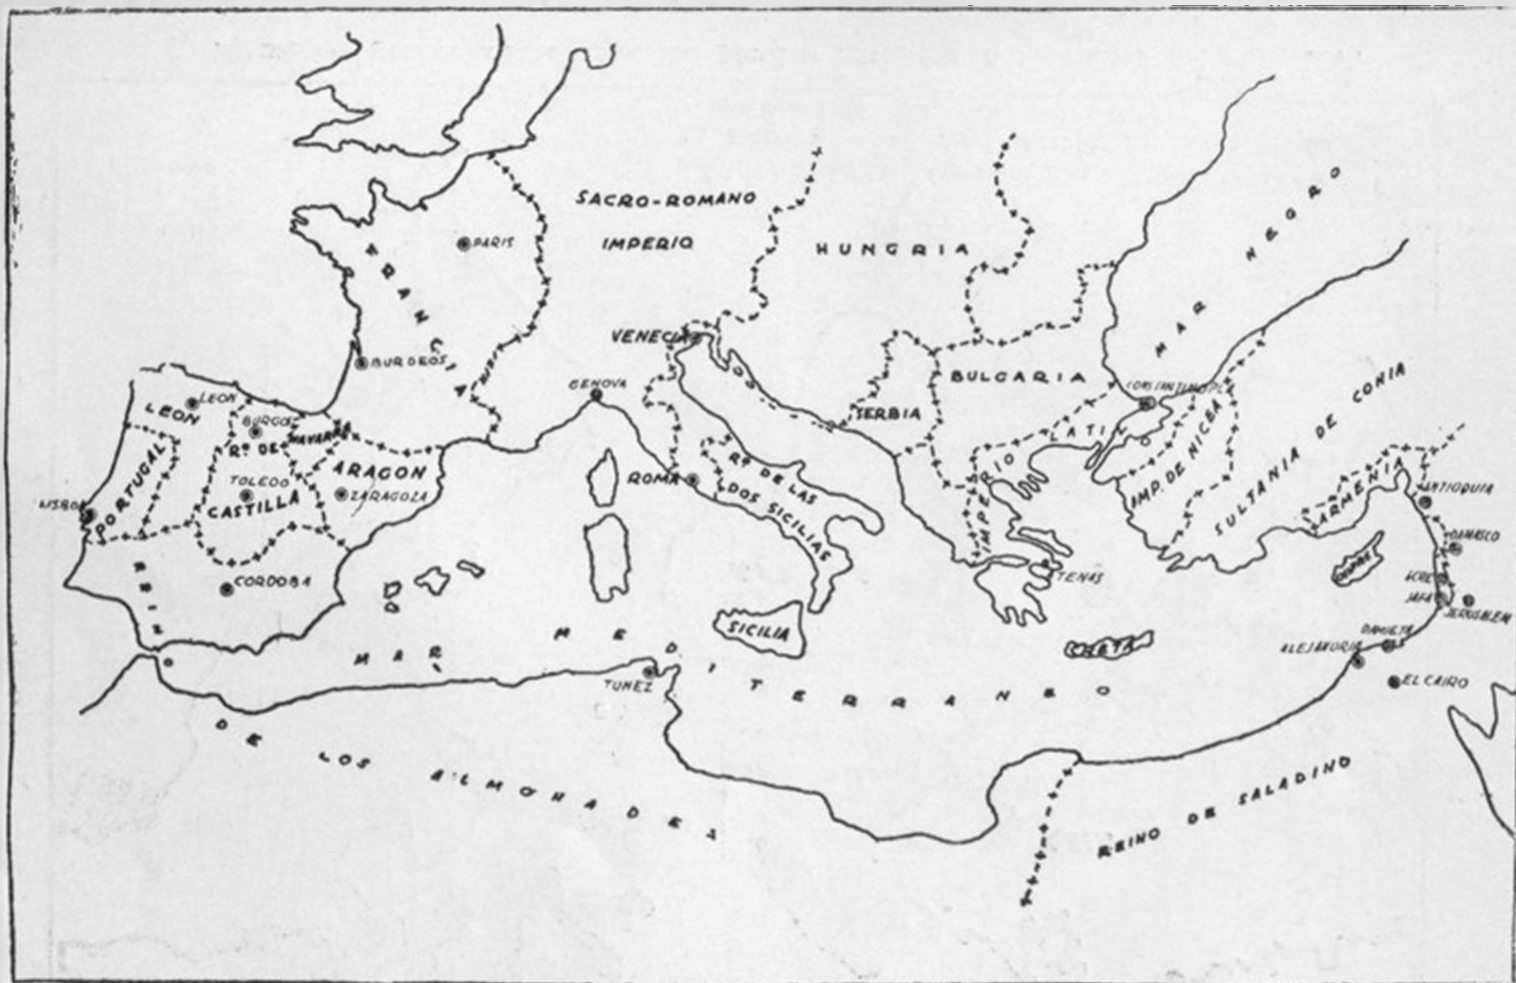 SACRO-ROMANO
IMPERIO
HUNGRIA
MAR NEGRO
PARIS
FRANCIA
VENECIA
BURDEOS
GENOVA
BULGARIA
CONSTANTINOPL
SERBIA
LEON
LEON
BURGOS
NAVARRA
Rº. DE
CASTILLA
TOLEDO
ARAGON
ZARAGOZA
PORTUGAL
LISBOA
CORDOBA
ROMA
Rº DE LAS
DOS SICILIAS
IMPERIO
LATINO
IMP. DE NICEA
SULTANIA DE CONIA
ARMENIA
ANTIOQUIA
DAMASCO
ACRE
JAFA
JERUSALEM
DAMIETA
ALEJANDRIA
EL CAIRO
CHIPRE
ATENAS
CRETA
SICILIA
MAR MEDITERRANEO
TUNEZ
REINO
DE LOS ALMOHADES
REINO DE SALADINO